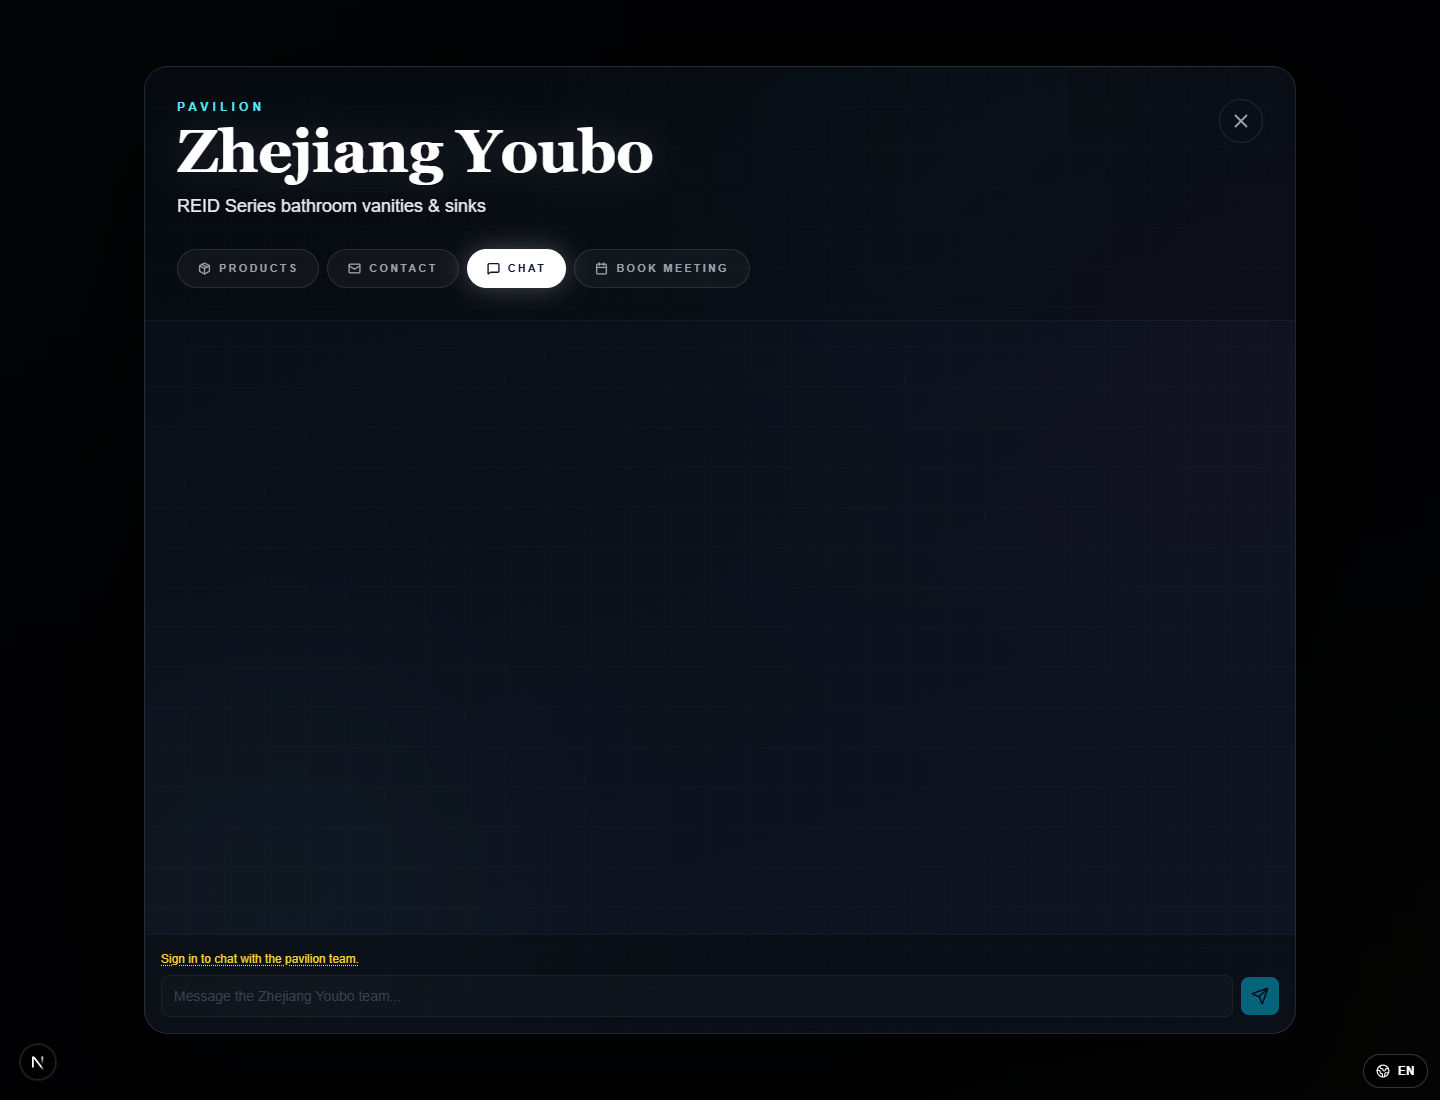 PAVILION
Zhejiang Youbo
REID Series bathroom vanities & sinks
PRODUCTS
CONTACT
CHAT
BOOK MEETING
Sign in to chat with the pavilion team.
Message the Zhejiang Youbo team...
N
EN